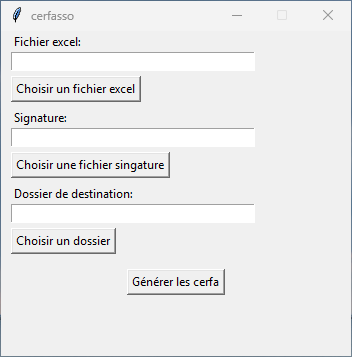 cerfasso
Fichier excel:
Choisir un fichier excel
Signature:
Choisir une fichier singature
Dossier de destination:
Choisir un dossier
Générer les cerfa